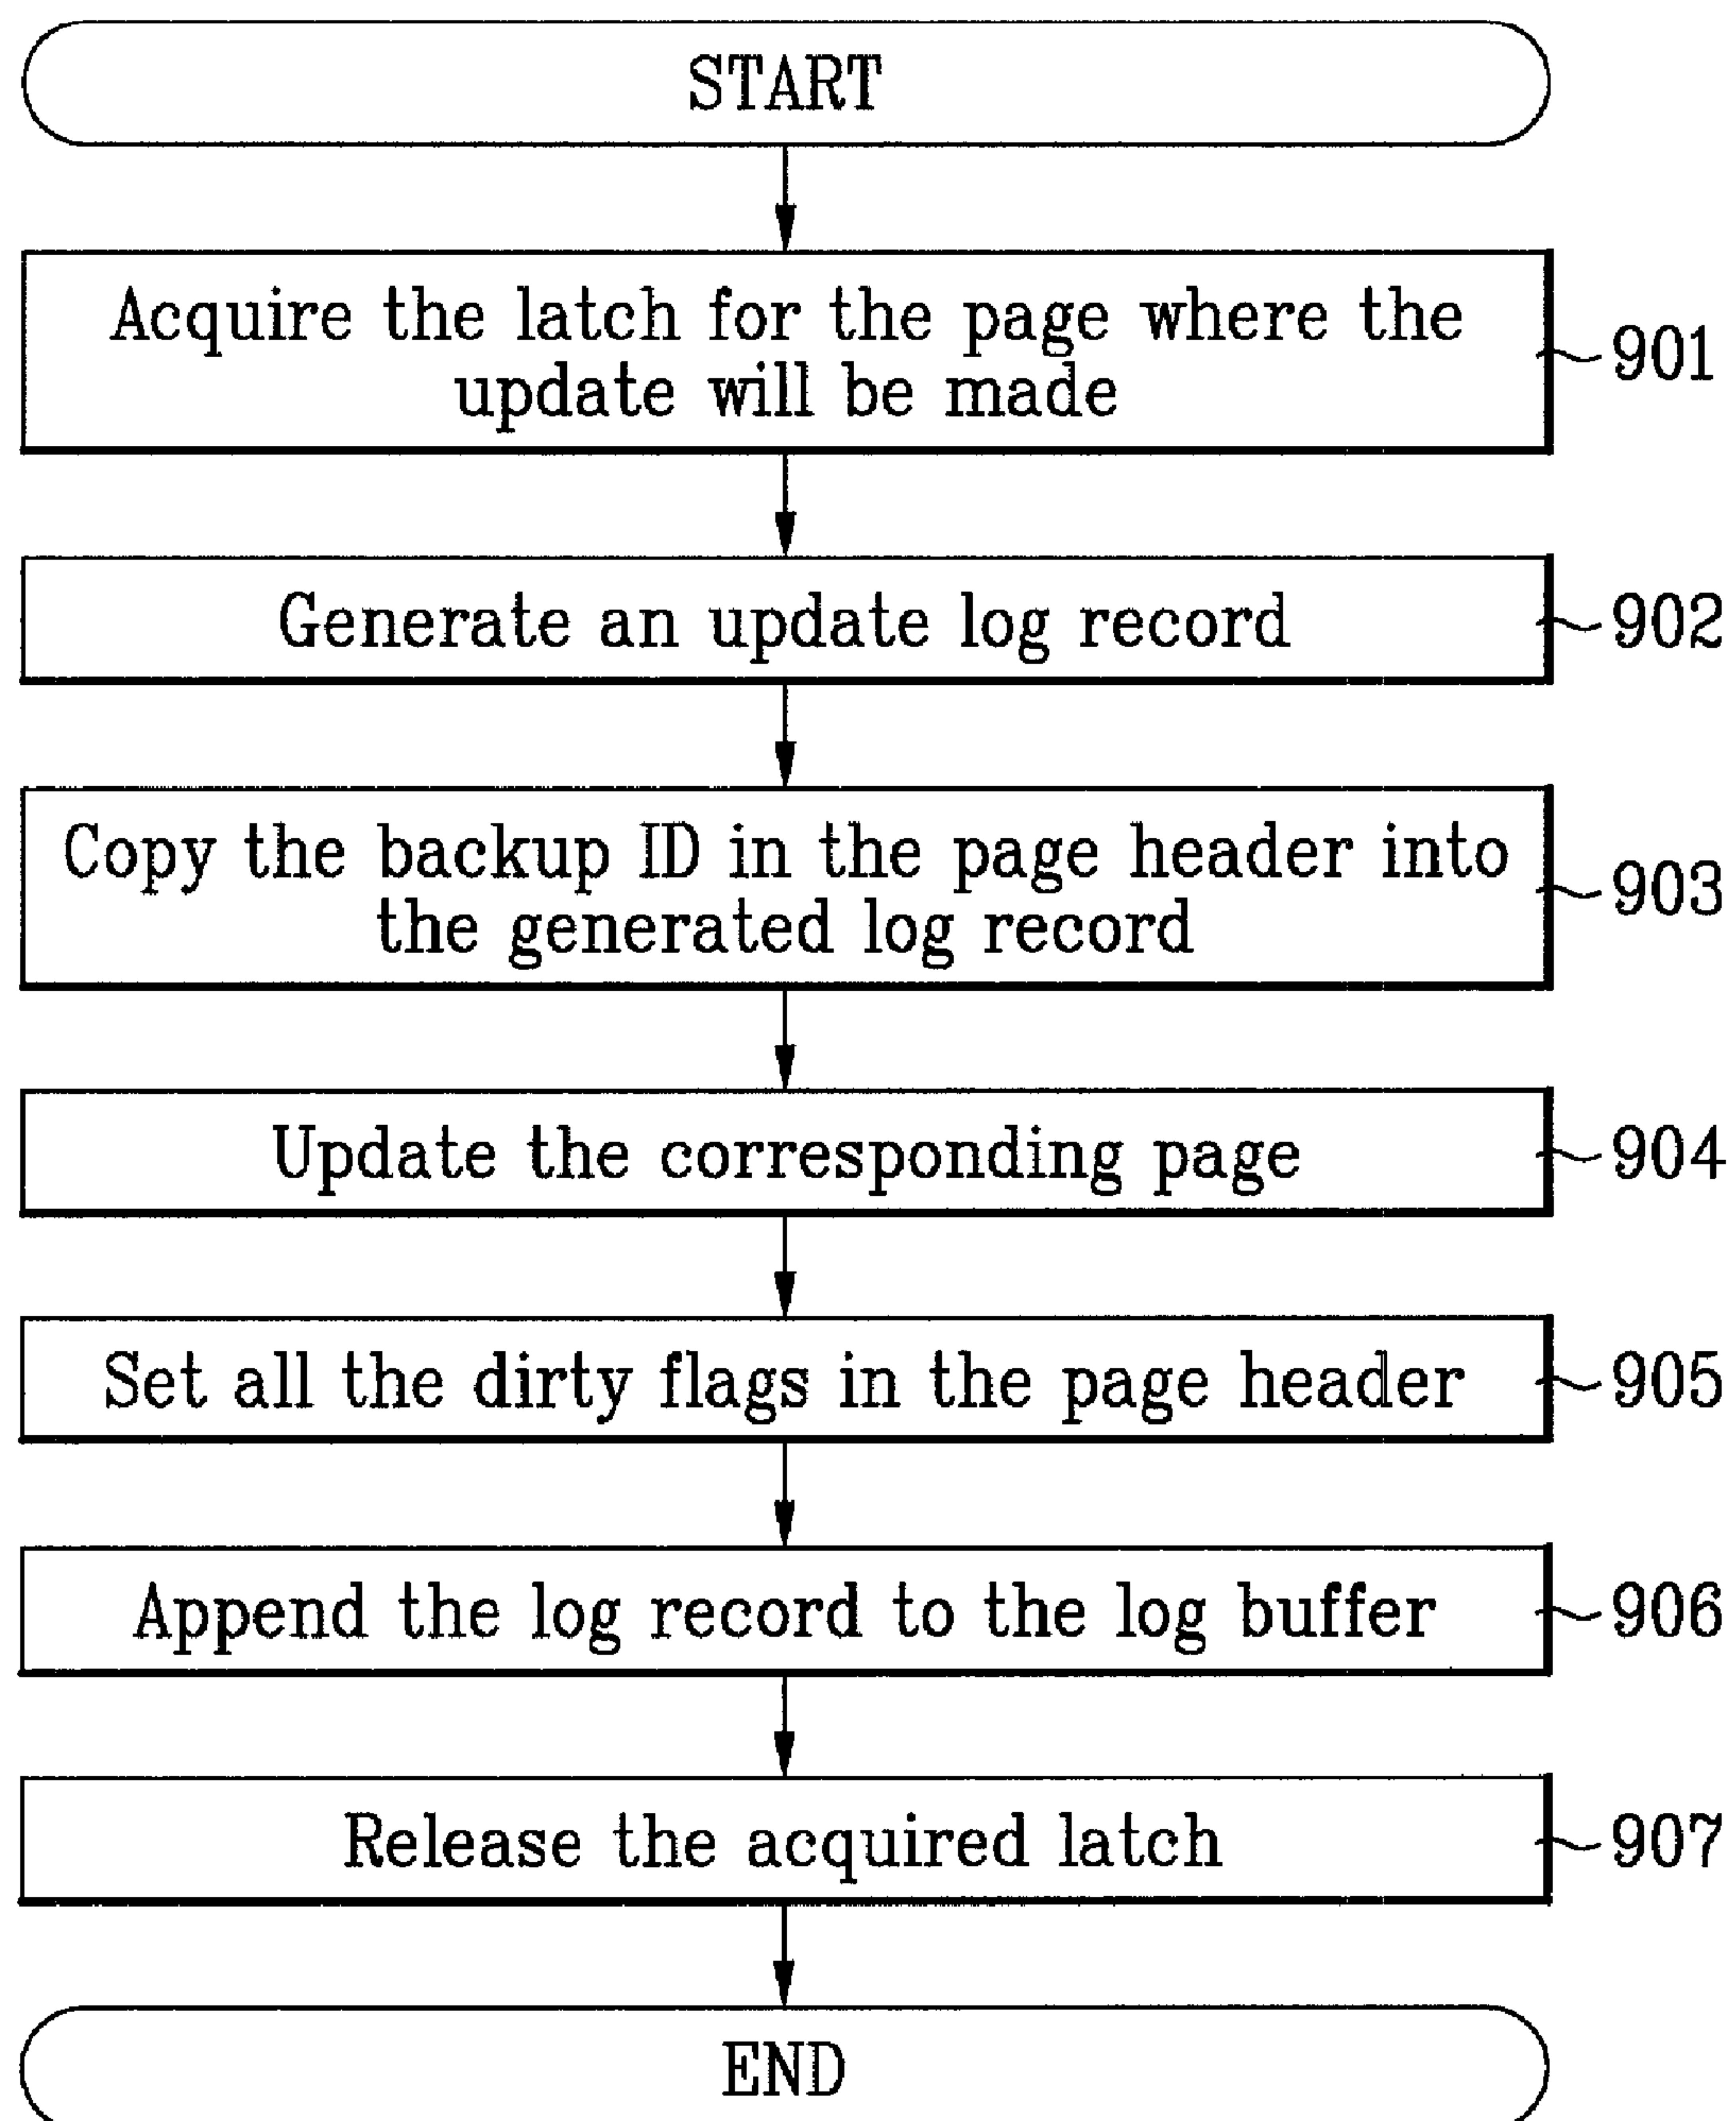 START
Acquire the latch for the page where the
update will be made
901
Generate an update log record
902
Copy the backup ID in the page header into
the generated log record
903
Update the corresponding page
904
Set all the dirty flags in the page header
905
Append the log record to the log buffer
906
Release the acquired latch
907
END